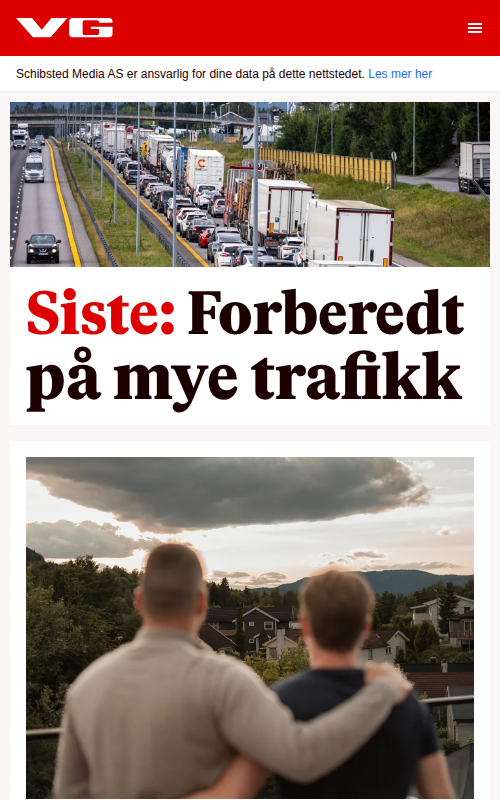 VG
Schibsted Media AS er ansvarlig for dine data på dette nettstedet. Les mer her
Siste: Forberedt
på mye trafikk